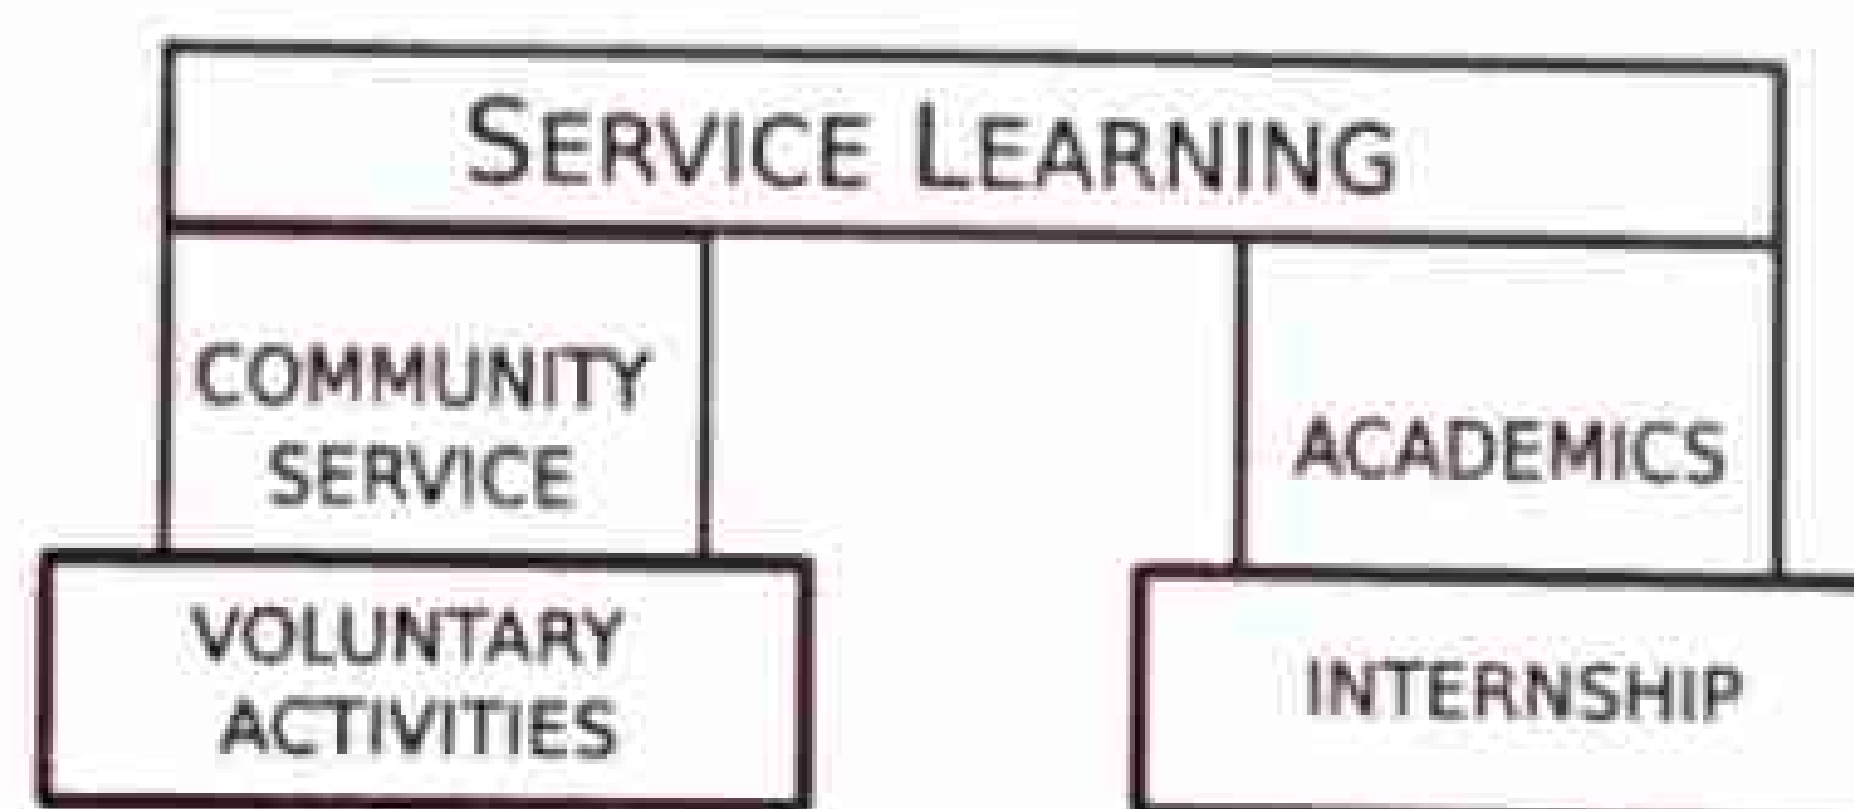 SERVICE LEARNING
COMMUNITY
SERVICE
ACADEMICS
VOLUNTARY
ACTIVITIES
INTERNSHIP